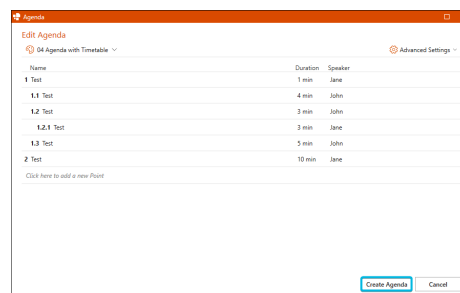 Agenda
Edit Agenda
04 Agenda with Timetable
Advanced Settings
Name Duration Speaker
1 Test 1 min Jane
1.1 Test 4 min John
1.2 Test 3 min John
1.2.1 Test 3 min Jane
1.3 Test 5 min John
2 Test 10 min Jane
Click here to add a new Point
Create Agenda Cancel